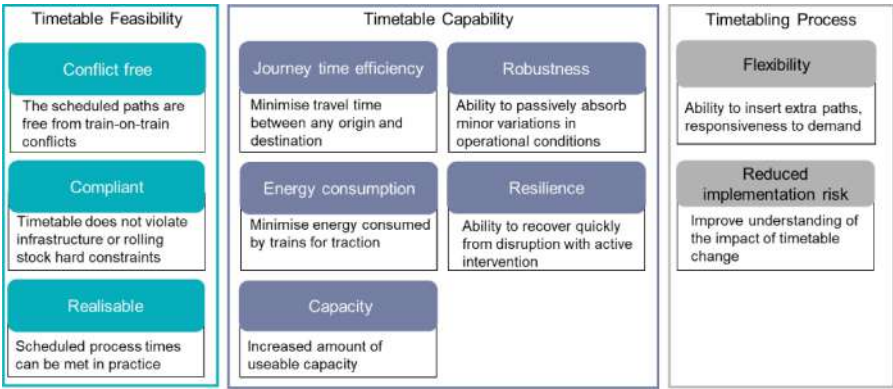 Timetable Feasibility
Conflict free
The scheduled paths are
free from train-on-train
conflicts
Compliant
Timetable does not violate
infrastructure or rolling
stock hard constraints
Realisable
Scheduled process times
can be met in practice
Timetable Capability
Journey time efficiency
Minimise travel time
between any origin and
destination
Robustness
Ability to passively absorb
minor variations in
operational conditions
Energy consumption
Minimise energy consumed
by trains for traction
Resilience
Ability to recover quickly
from disruption with active
intervention
Capacity
Increased amount of
useable capacity
Timetabling Process
Flexibility
Ability to insert extra paths,
responsiveness to demand
Reduced
implementation risk
Improve understanding of
the impact of timetable
change